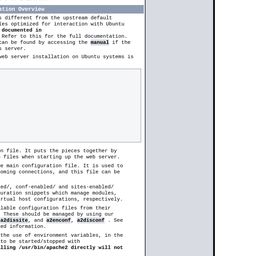 ation Overview
s different from the upstream default
les optimized for interaction with Ubuntu
documented in
Refer to this for the full documentation.
can be found by accessing the manual if the
s server.
web server installation on Ubuntu systems is
on file. It puts the pieces together by
files when starting up the web server.
he main configuration file. It is used to
coming connections, and this file can be
ed/, conf-enabled/ and sites-enabled/
guration snippets which manage modules,
irtual host configurations, respectively.
lable configuration files from their
These should be managed by using our
a2dissite, and a2enconf, a2disconf . See
ed information.
the use of environment variables, in the
to be started/stopped with
lling /usr/bin/apache2 directly will not